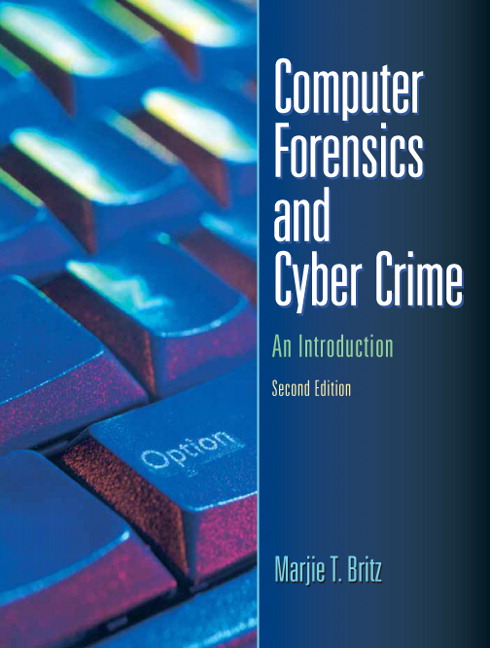 Computer
Forensics
and
Cyber Crime
An Introduction
Second Edition
Option
Marjie T. Britz